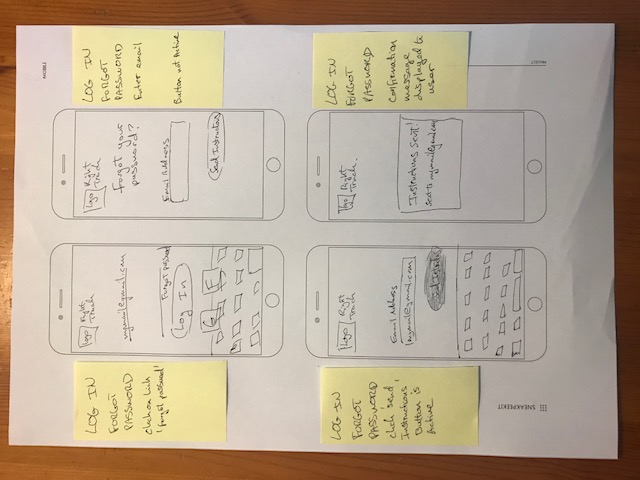 MOBILE
LOG IN
FORGOT
PASSWORD
click on link
'forgot password'
logo Right
Track
mymail@gmail.com
Forgot password
Log In
G F
logo Right
Track
Forgot your
password?
Email Address
Send Instructions
LOG IN
FORGOT
PASSWORD
Enter email
Button not Active
LOG IN
FORGOT
PASSWORD
click 'send
Instructions'
Button is
Active
logo Right
Track
Email Address
mymail@gmail.com
Send Instructions
logo Right
Track.
Instructions Sent!
Sent to mymail@gmail.com
LOG IN
FORGOT
PASSWORD
Confirmation
message
displayed to
user
SNEAKPEEKIT
PROJECT